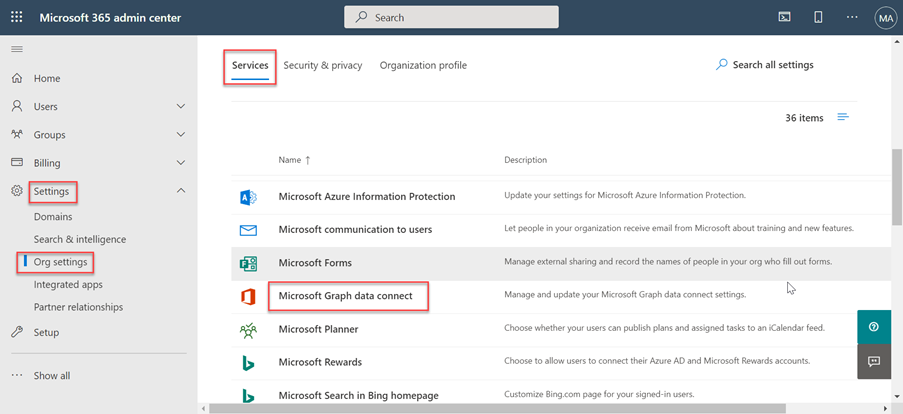 Microsoft 365 admin center
Search
MA
Home
Users
Groups
Billing
Settings
Domains
Search & intelligence
Org settings
Integrated apps
Partner relationships
Setup
Show all
Services
Security & privacy
Organization profile
Search all settings
36 items
Name ↑
Description
Microsoft Azure Information Protection
Update your settings for Microsoft Azure Information Protection.
Microsoft communication to users
Let people in your organization receive email from Microsoft about training and new features.
Microsoft Forms
Manage external sharing and record the names of people in your org who fill out forms.
Microsoft Graph data connect
Manage and update your Microsoft Graph data connect settings.
Microsoft Planner
Choose whether your users can publish plans and assigned tasks to an iCalendar feed.
Microsoft Rewards
Choose to allow users to connect their Azure AD and Microsoft Rewards accounts.
Microsoft Search in Bing homepage
Customize Bing.com page for your signed-in users.